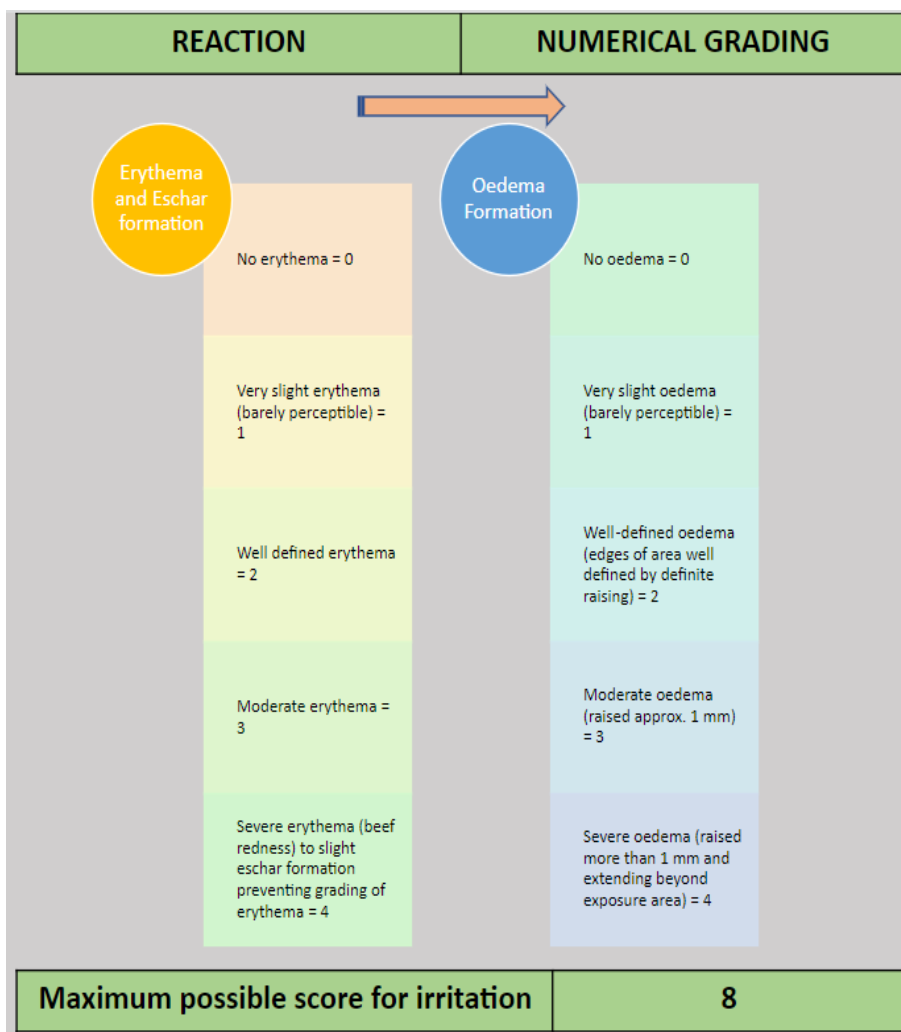 REACTION
NUMERICAL GRADING
Erythema
and Eschar
formation
No erythema = 0
Very slight erythema
(barely perceptible) =
1
Well defined erythema
= 2
Moderate erythema =
3
Severe erythema (beef
redness) to slight
eschar formation
preventing grading of
erythema = 4
Oedema
Formation
No oedema = 0
Very slight oedema
(barely perceptible) =
1
Well-defined oedema
(edges of area well
defined by definite
raising) = 2
Moderate oedema
(raised approx. 1 mm)
= 3
Severe oedema (raised
more than 1 mm and
extending beyond
exposure area) = 4
Maximum possible score for irritation
8